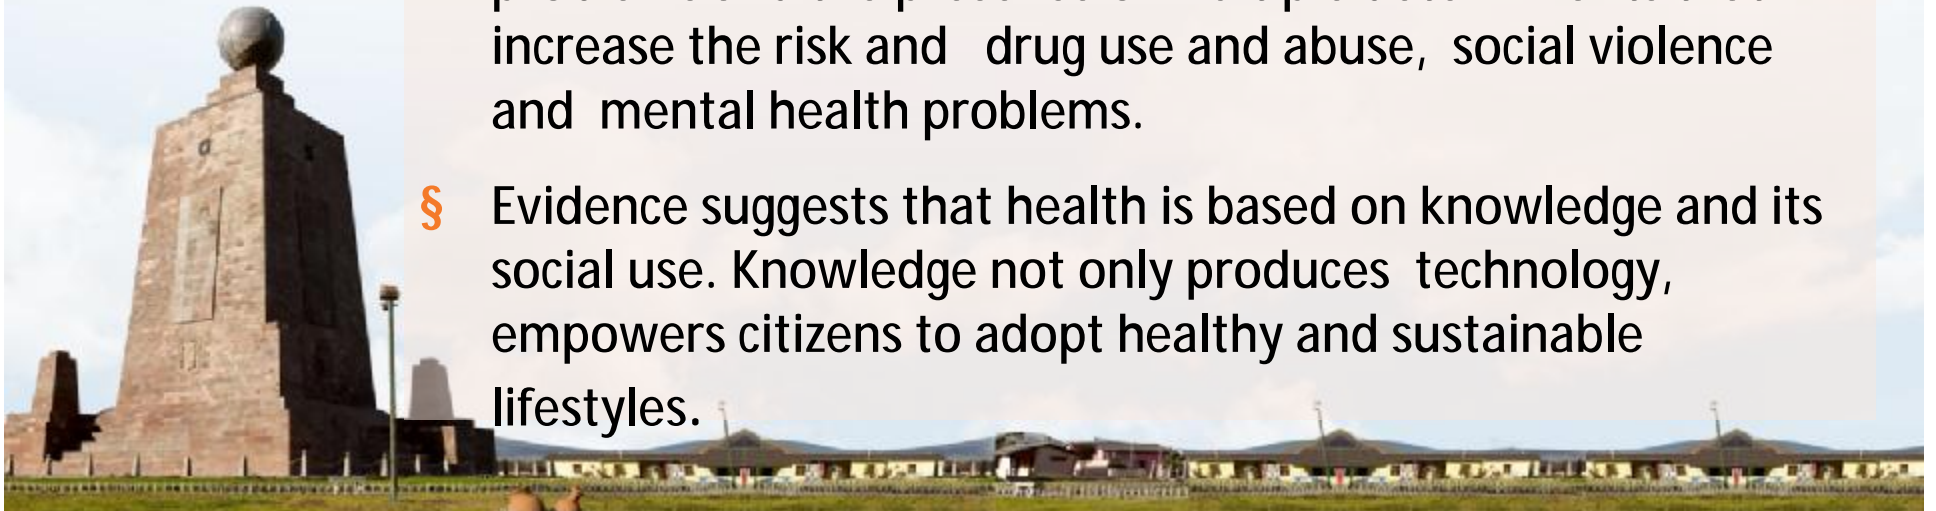 increase the risk and drug use and abuse, social violence
and mental health problems.
§ Evidence suggests that health is based on knowledge and its
social use. Knowledge not only produces technology,
empowers citizens to adopt healthy and sustainable
lifestyles.